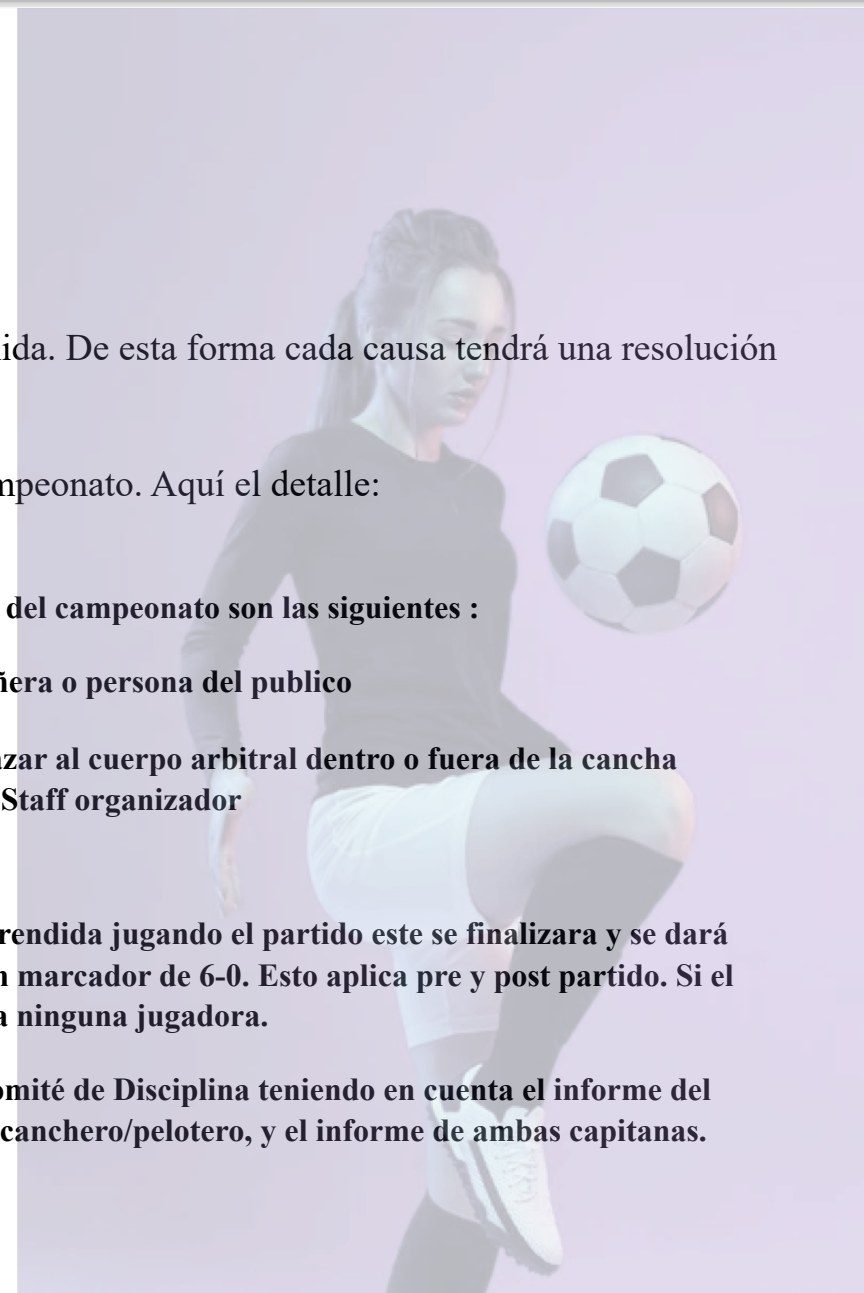 ida. De esta forma cada causa tendrá una resolución
mpeonato. Aquí el detalle:
del campeonato son las siguientes :
ñera o persona del publico
zar al cuerpo arbitral dentro o fuera de la cancha
Staff organizador
rendida jugando el partido este se finalizara y se dará
marcador de 6-0. Esto aplica pre y post partido. Si el
a ninguna jugadora.
omité de Disciplina teniendo en cuenta el informe del
canchero/pelotero, y el informe de ambas capitanas.